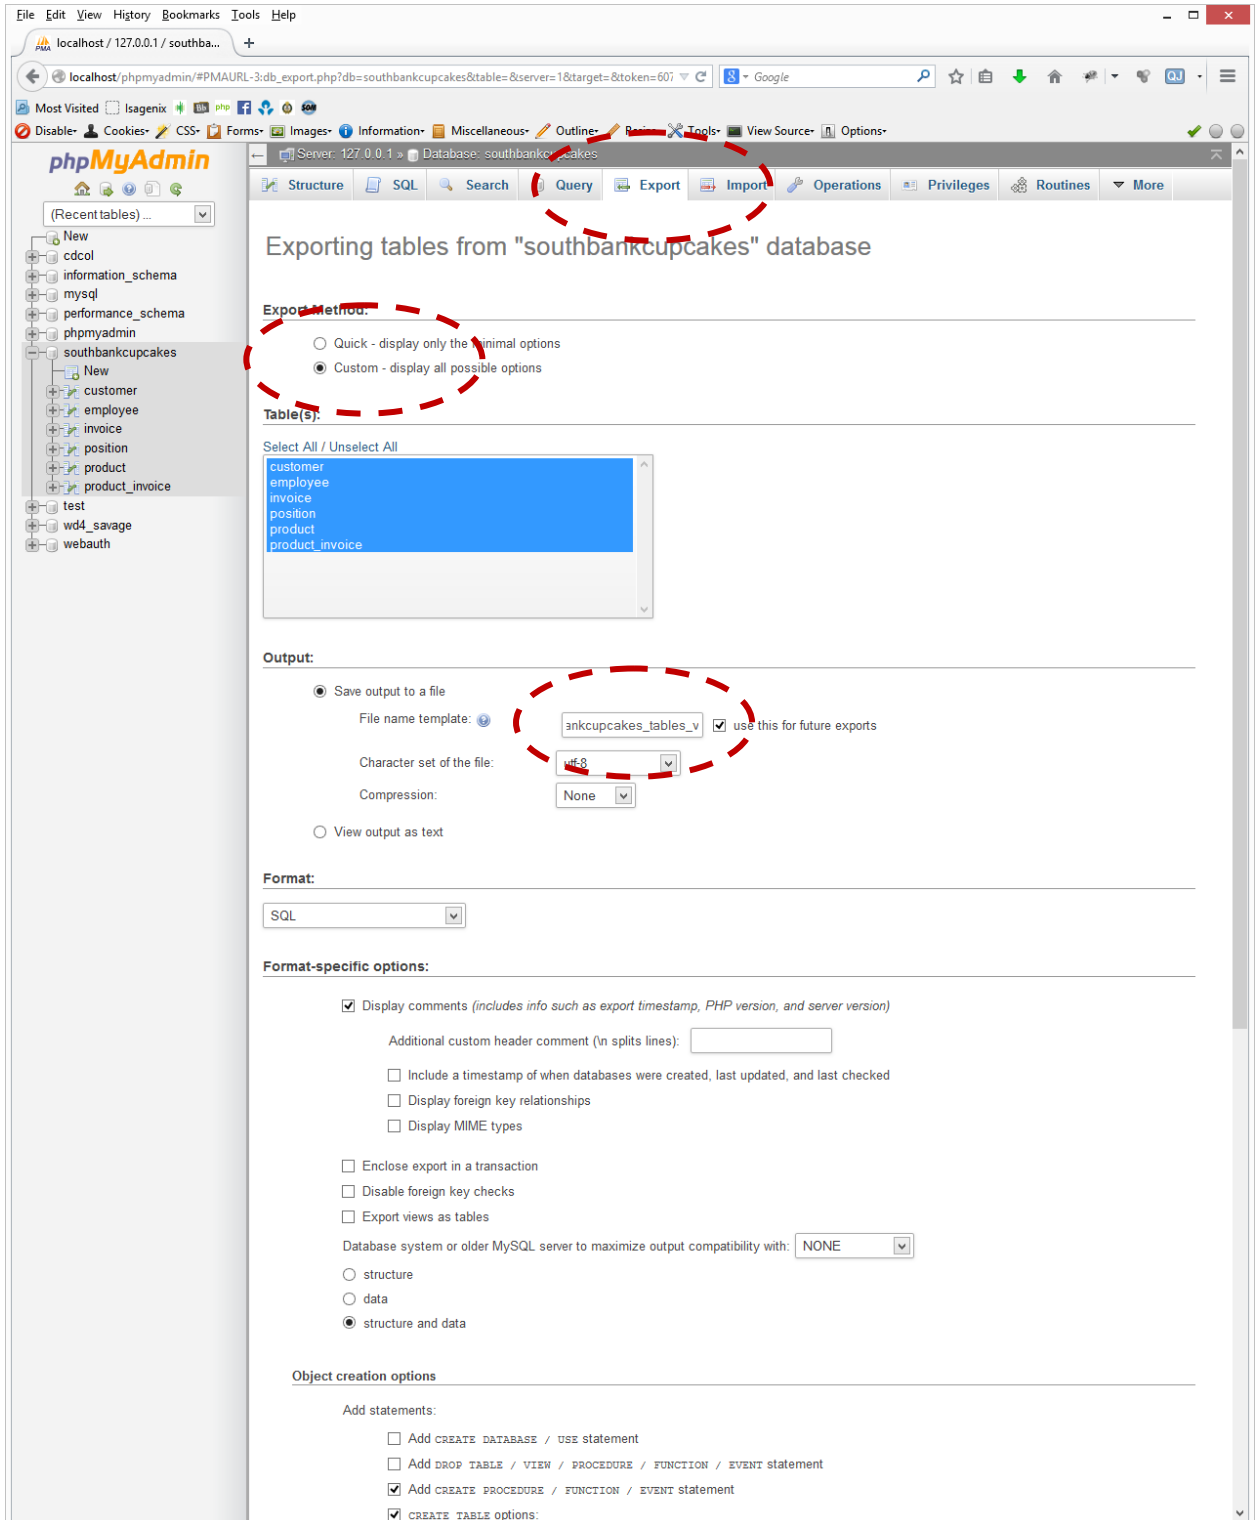 File Edit View History Bookmarks Tools Help
localhost / 127.0.0.1 / southba... +
localhost/phpmyadmin/#PMAURL-3:db_export.php?db=southbankcupcakes&table=&server=1&target=&token=607 Google
Most Visited Isagenix php
Disable Cookies CSS Forms Images Information Miscellaneous Outline Tools View Source Options
phpMyAdmin
Server: 127.0.0.1 » Database: southbankcupcakes
Structure SQL Search Query Export Import Operations Privileges Routines More
(Recent tables) ...
New
cdcol
information_schema
mysql
performance_schema
phpmyadmin
southbankcupcakes
New
customer
employee
invoice
position
product
product_invoice
test
wd4_savage
webauth
Exporting tables from "southbankcupcakes" database
Export Method:
Quick - display only the minimal options
Custom - display all possible options
Table(s):
Select All / Unselect All
customer
employee
invoice
position
product
product_invoice
Output:
Save output to a file
File name template: ankcupcakes_tables_v use this for future exports
Character set of the file: utf-8
Compression: None
View output as text
Format:
SQL
Format-specific options:
Display comments (includes info such as export timestamp, PHP version, and server version)
Additional custom header comment (\n splits lines):
Include a timestamp of when databases were created, last updated, and last checked
Display foreign key relationships
Display MIME types
Enclose export in a transaction
Disable foreign key checks
Export views as tables
Database system or older MySQL server to maximize output compatibility with: NONE
structure
data
structure and data
Object creation options
Add statements:
Add CREATE DATABASE / USE statement
Add DROP TABLE / VIEW / PROCEDURE / FUNCTION / EVENT statement
Add CREATE PROCEDURE / FUNCTION / EVENT statement
CREATE TABLE options: